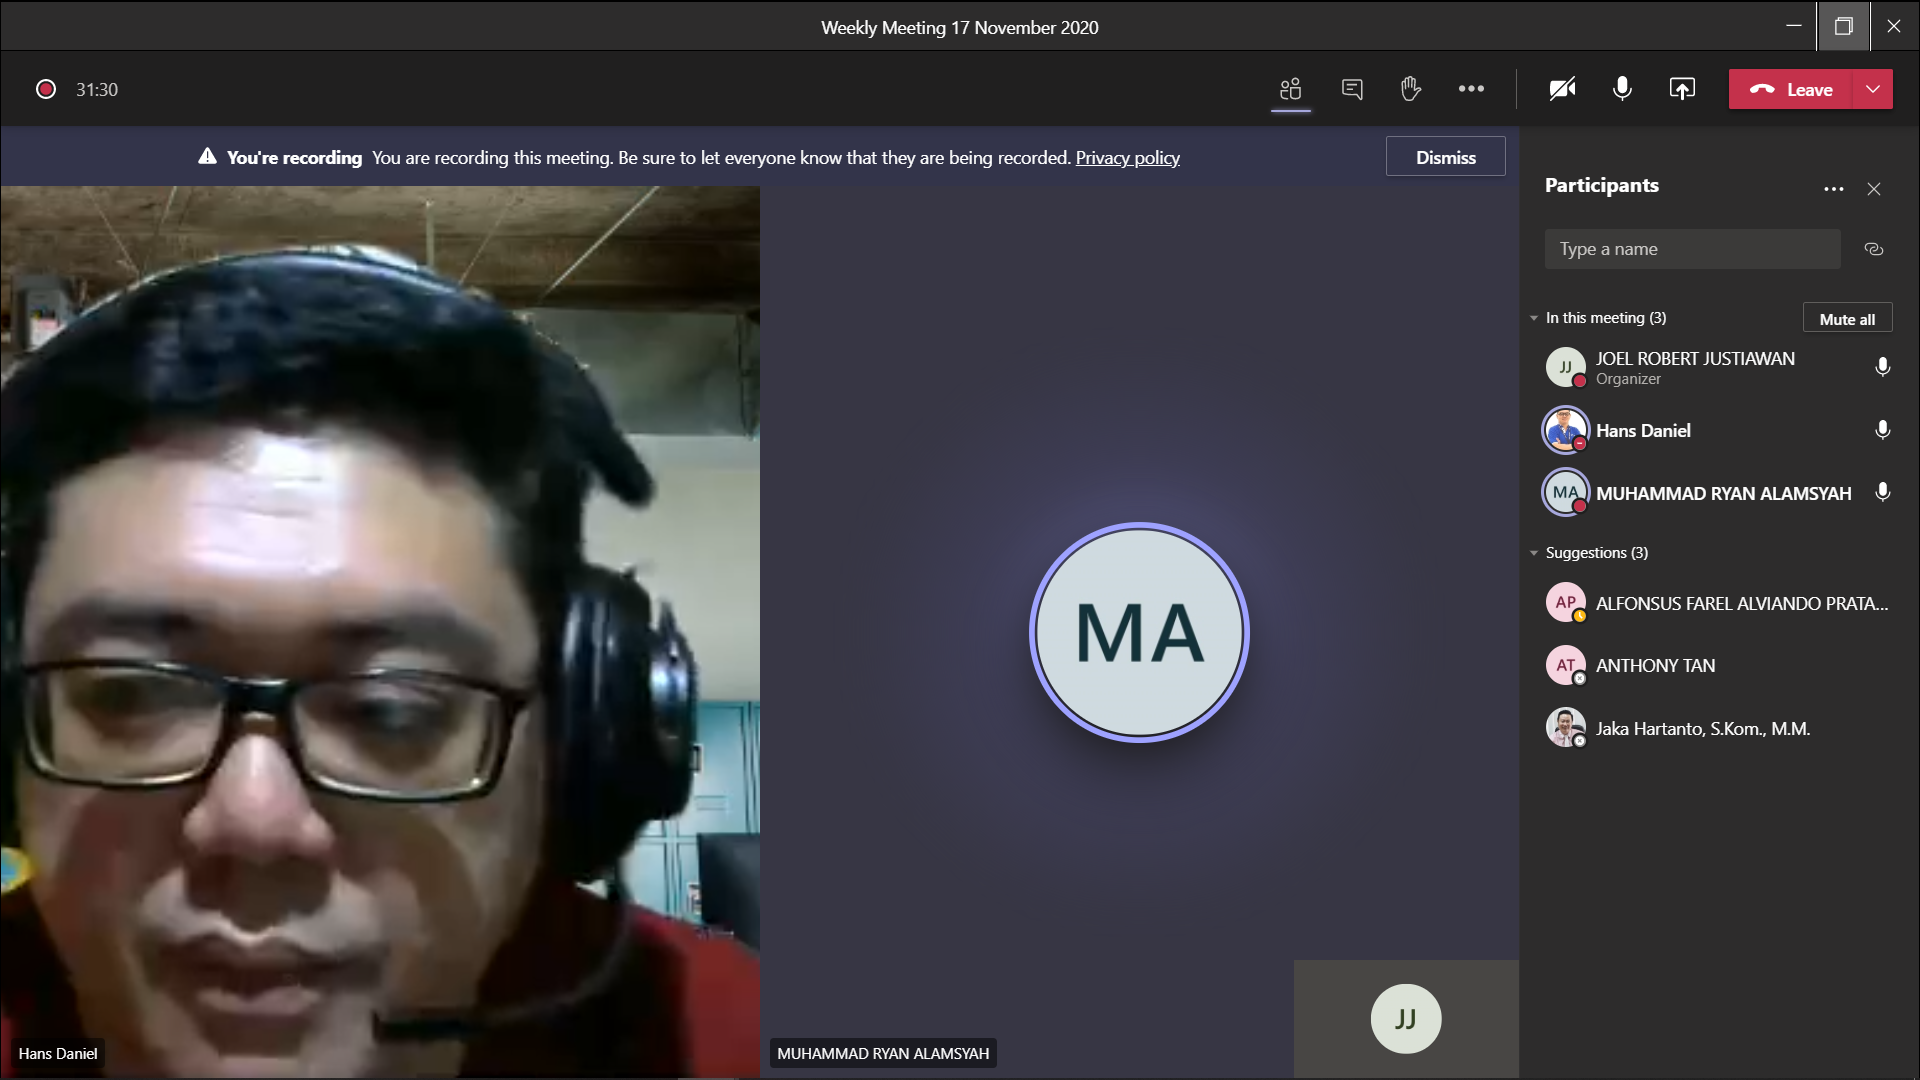 Weekly Meeting 17 November 2020
31:30
Leave
You're recording You are recording this meeting. Be sure to let everyone know that they are being recorded. Privacy policy
Dismiss
Participants
Type a name
In this meeting (3)
Mute all
JJ
JOEL ROBERT JUSTIAWAN
Organizer
Hans Daniel
MA
MUHAMMAD RYAN ALAMSYAH
Suggestions (3)
AP
ALFONSUS FAREL ALVIANDO PRATA...
AT
ANTHONY TAN
Jaka Hartanto, S.Kom., M.M.
MA
JJ
Hans Daniel
MUHAMMAD RYAN ALAMSYAH